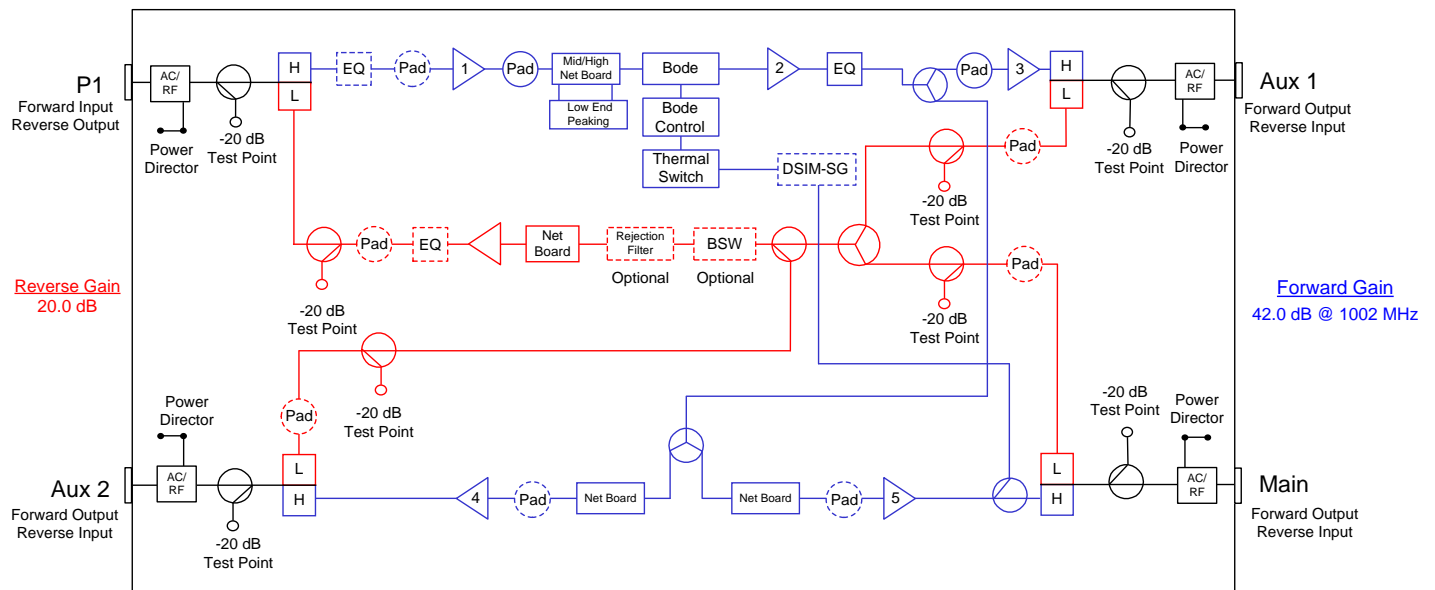 P1
Forward Input
Reverse Output
AC/
RF
Power
Director
-20 dB
Test Point
H
L
EQ
Pad
1
Pad
Mid/High
Net Board
Low End
Peaking
Bode
Bode
Control
Thermal
Switch
DSIM-SG
2
EQ
Pad
3
H
L
-20 dB
Test Point
AC/
RF
Power
Director
Aux 1
Forward Output
Reverse Input
Pad
-20 dB
Test Point
Reverse Gain
20.0 dB
-20 dB
Test Point
Pad
EQ
Net
Board
Rejection
Filter
Optional
BSW
Optional
-20 dB
Test Point
Pad
Forward Gain
42.0 dB @ 1002 MHz
-20 dB
Test Point
Pad
Aux 2
Forward Output
Reverse Input
Power
Director
AC/
RF
-20 dB
Test Point
L
H
4
Pad
Net Board
Net Board
Pad
5
L
H
-20 dB
Test Point
Power
Director
AC/
RF
Main
Forward Output
Reverse Input